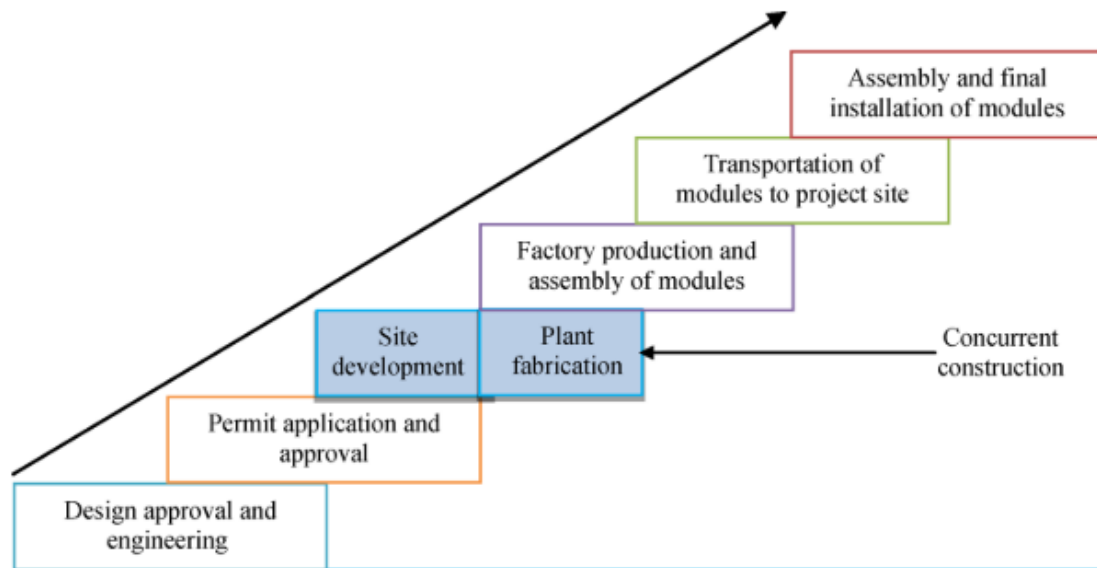 Assembly and final
installation of modules
Transportation of
modules to project site
Factory production and
assembly of modules
Site
development
Plant
fabrication
Concurrent
construction
Permit application and
approval
Design approval and
engineering